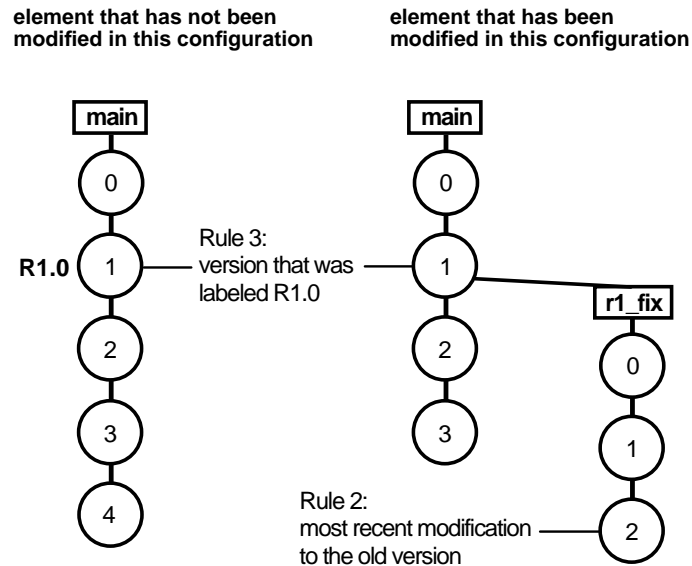 element that has not been
modified in this configuration
element that has been
modified in this configuration
main
0
R1.0
1
2
3
4
Rule 3:
version that was
labeled R1.0
main
0
1
2
3
r1_fix
0
1
2
Rule 2:
most recent modification
to the old version